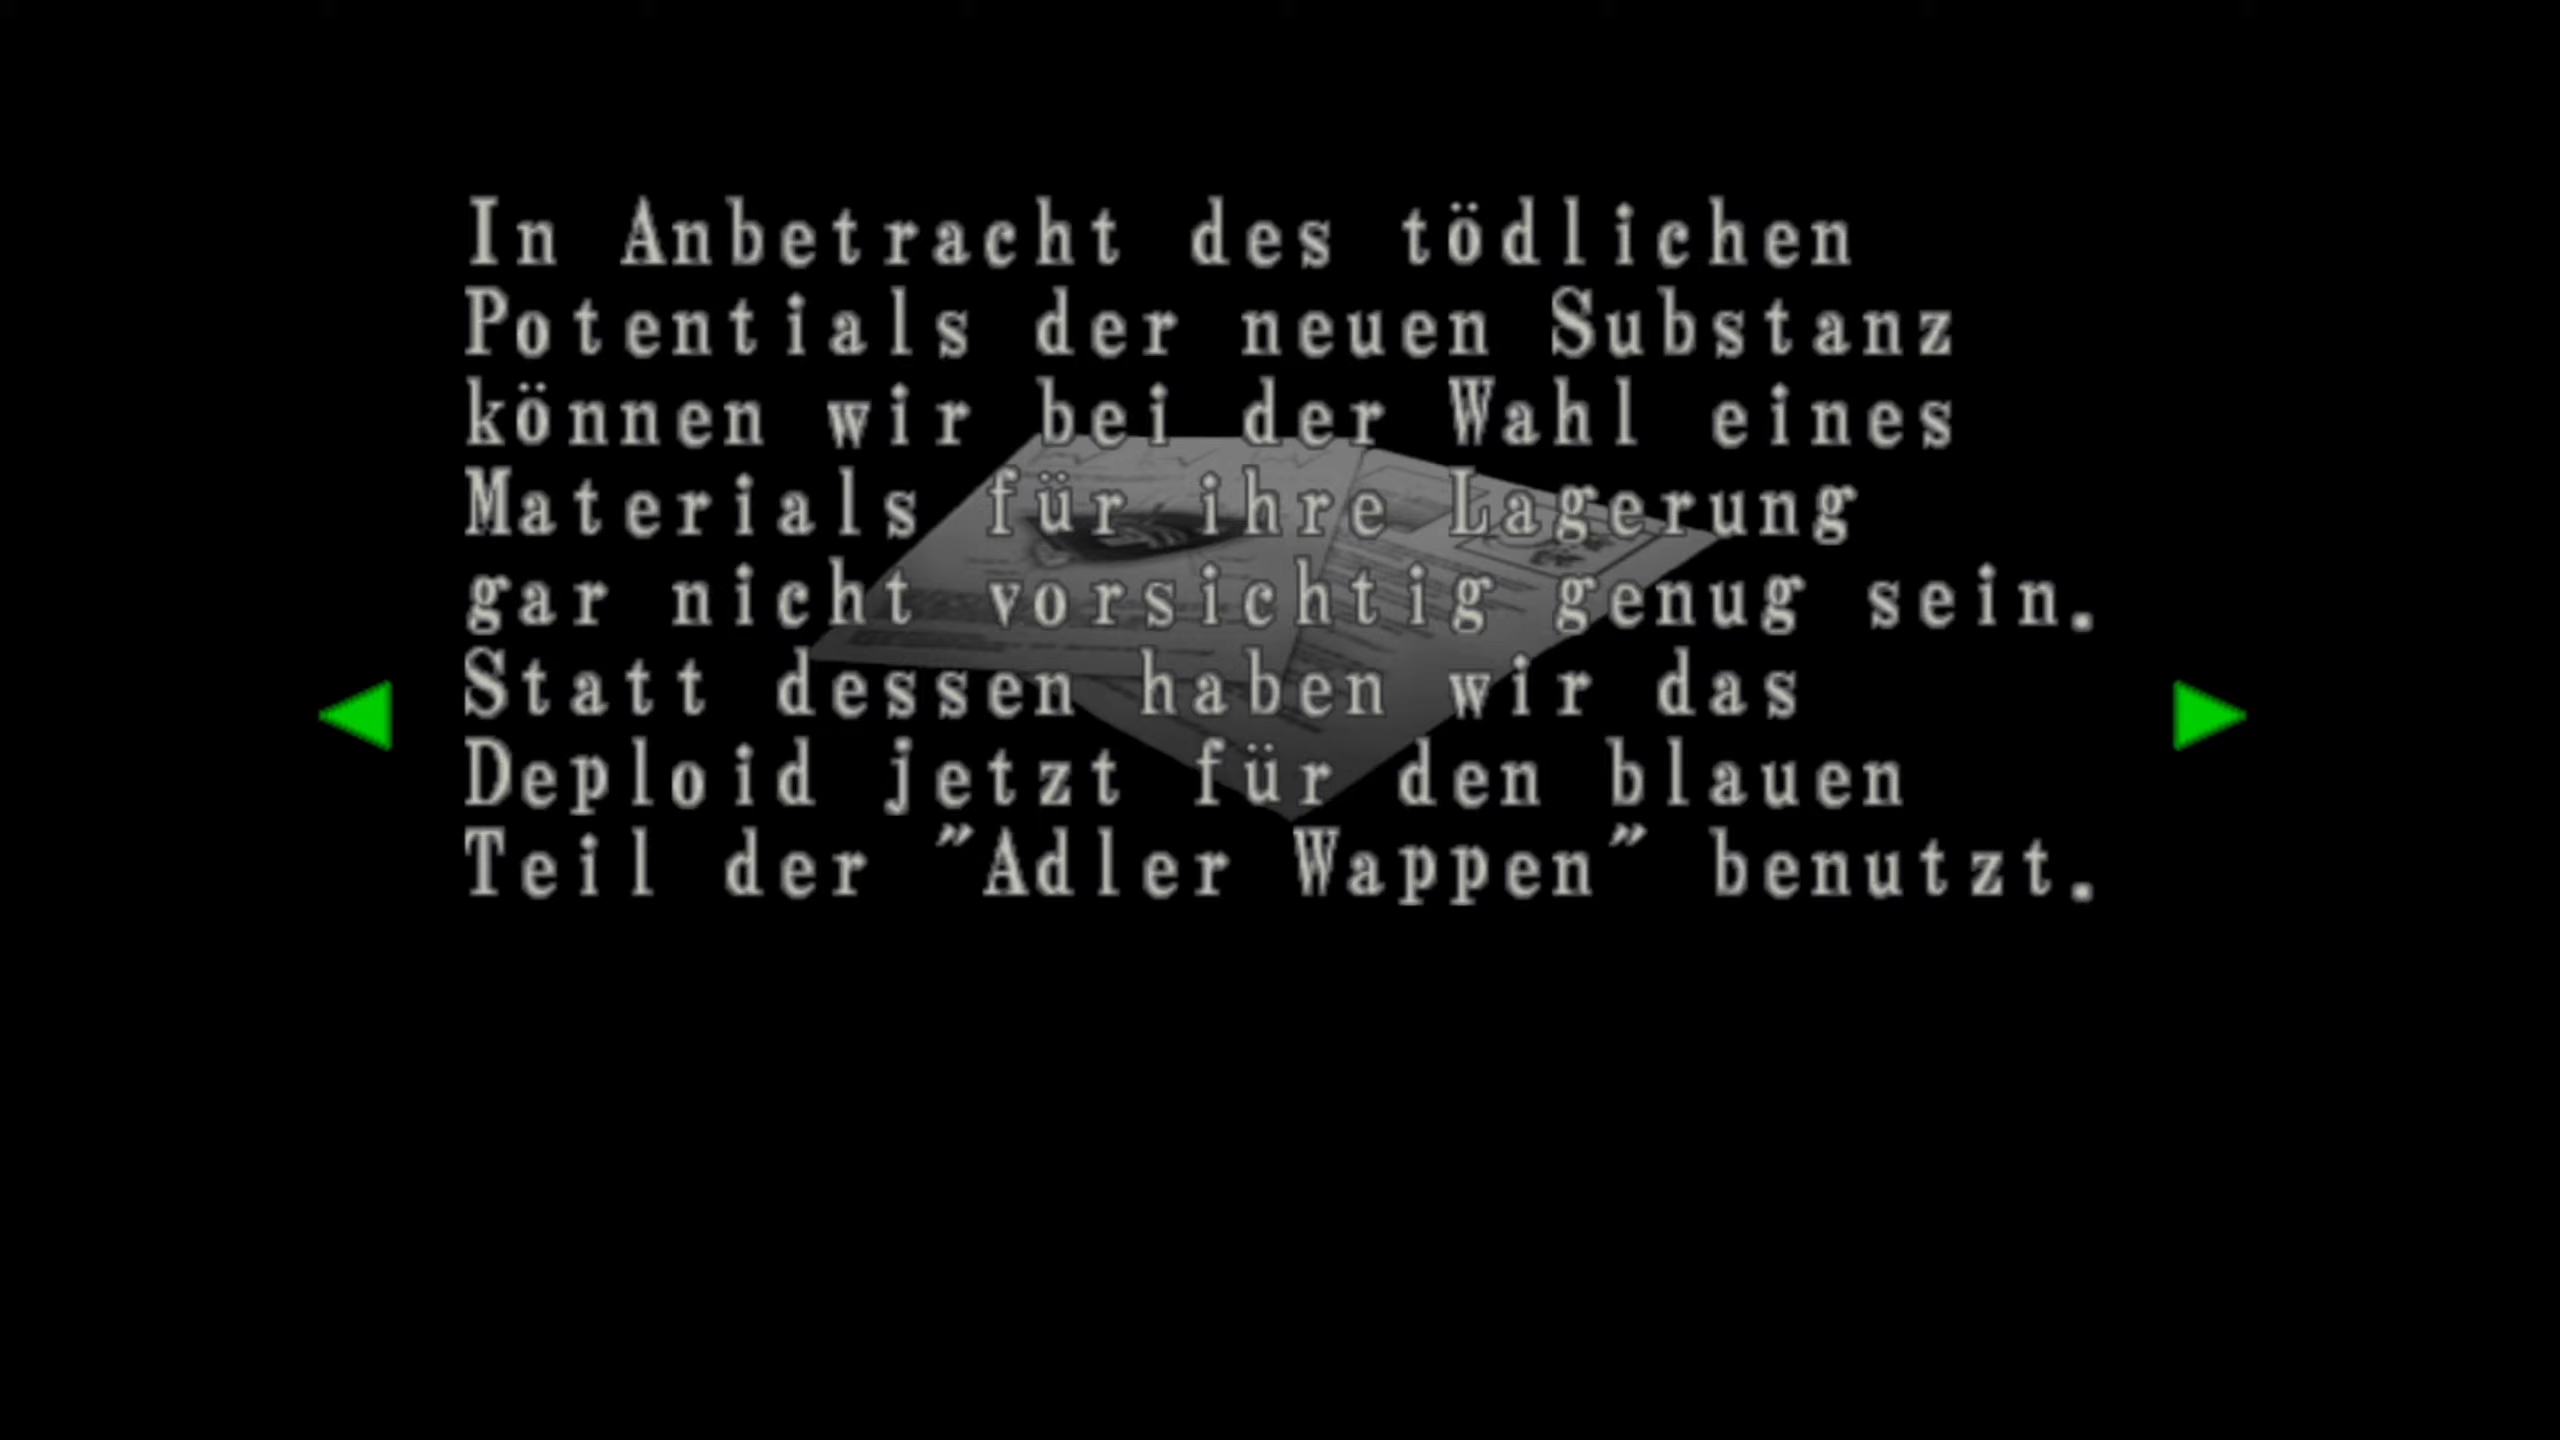 In Anbetracht des tödlichen
Potentials der neuen Substanz
können wir bei der Wahl eines
Materials für ihre Lagerung
gar nicht vorsichtig genug sein.
Statt dessen haben wir das
Deploid jetzt für den blauen
Teil der "Adler Wappen" benutzt.